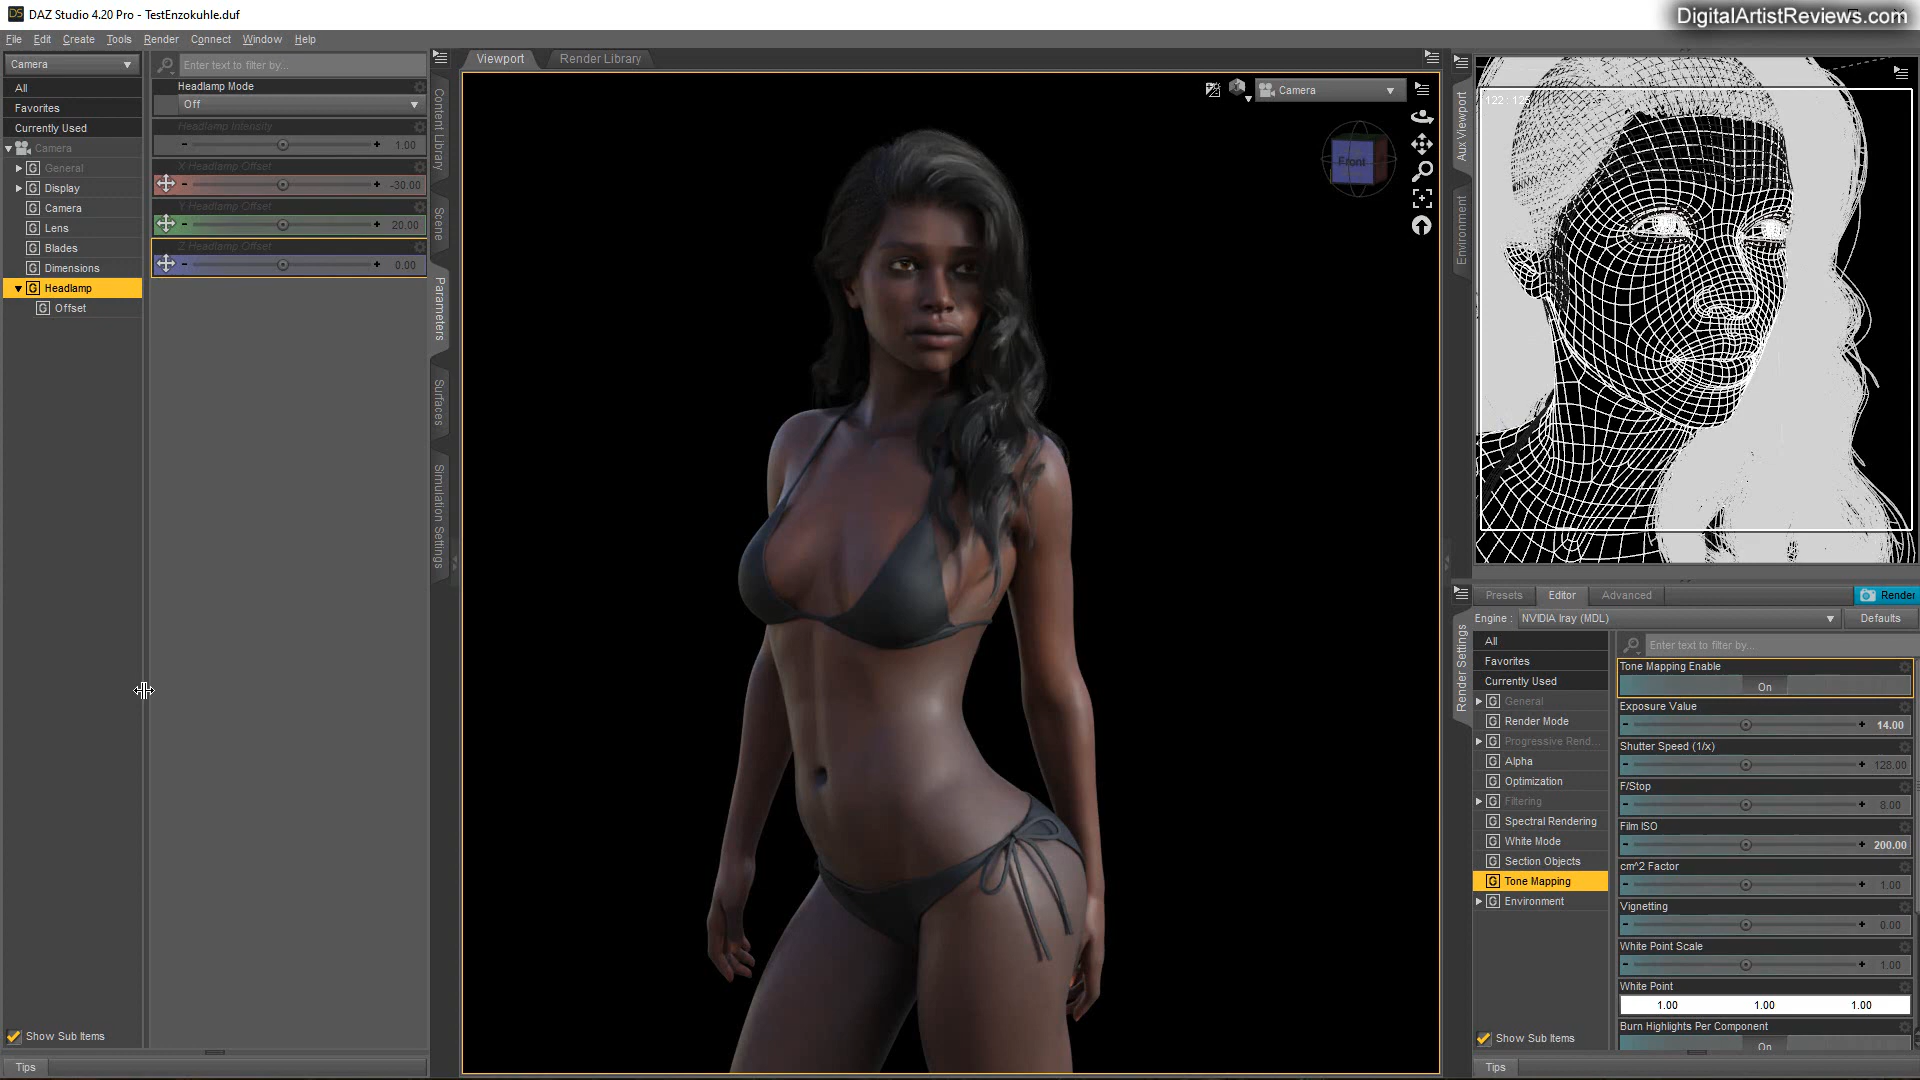 DAZ Studio 4.20 Pro - TestEnzokuhle.duf
DigitalArtistReviews.com
File Edit Create Tools Render Connect Window Help
Camera
All
Favorites
Currently Used
Camera
General
Display
Camera
Lens
Blades
Dimensions
Headlamp
Offset
Show Sub Items
Tips
Enter text to filter by...
Headlamp Mode
Off
Headlamp Intensity
1.00
X Headlamp Offset
-30.00
Y Headlamp Offset
20.00
Z Headlamp Offset
0.00
Content Library
Scene
Parameters
Surfaces
Simulation Settings
Viewport
Render Library
Camera
Front
Aux Viewport
Environment
Presets
Editor
Advanced
Render
Engine :
NVIDIA Iray (MDL)
Defaults
Render Settings
All
Favorites
Currently Used
General
Render Mode
Progressive Rend...
Alpha
Optimization
Filtering
Spectral Rendering
White Mode
Section Objects
Tone Mapping
Environment
Show Sub Items
Tips
Enter text to filter by...
Tone Mapping Enable
On
Exposure Value
14.00
Shutter Speed (1/x)
128.00
F/Stop
8.00
Film ISO
200.00
cm^2 Factor
1.00
Vignetting
0.00
White Point Scale
1.00
White Point
1.00 1.00 1.00
Burn Highlights Per Component
On